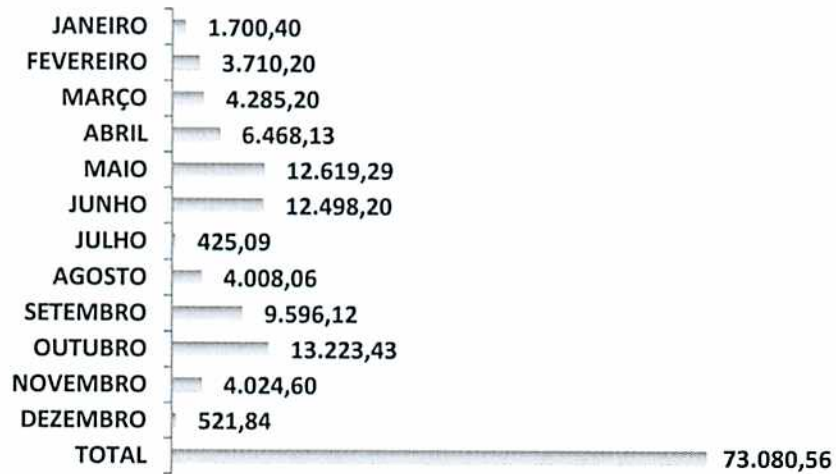 JANEIRO 1.700,40
FEVEREIRO 3.710,20
MARÇO 4.285,20
ABRIL 6.468,13
MAIO 12.619,29
JUNHO 12.498,20
JULHO 425,09
AGOSTO 4.008,06
SETEMBRO 9.596,12
OUTUBRO 13.223,43
NOVEMBRO 4.024,60
DEZEMBRO 521,84
TOTAL 73.080,56